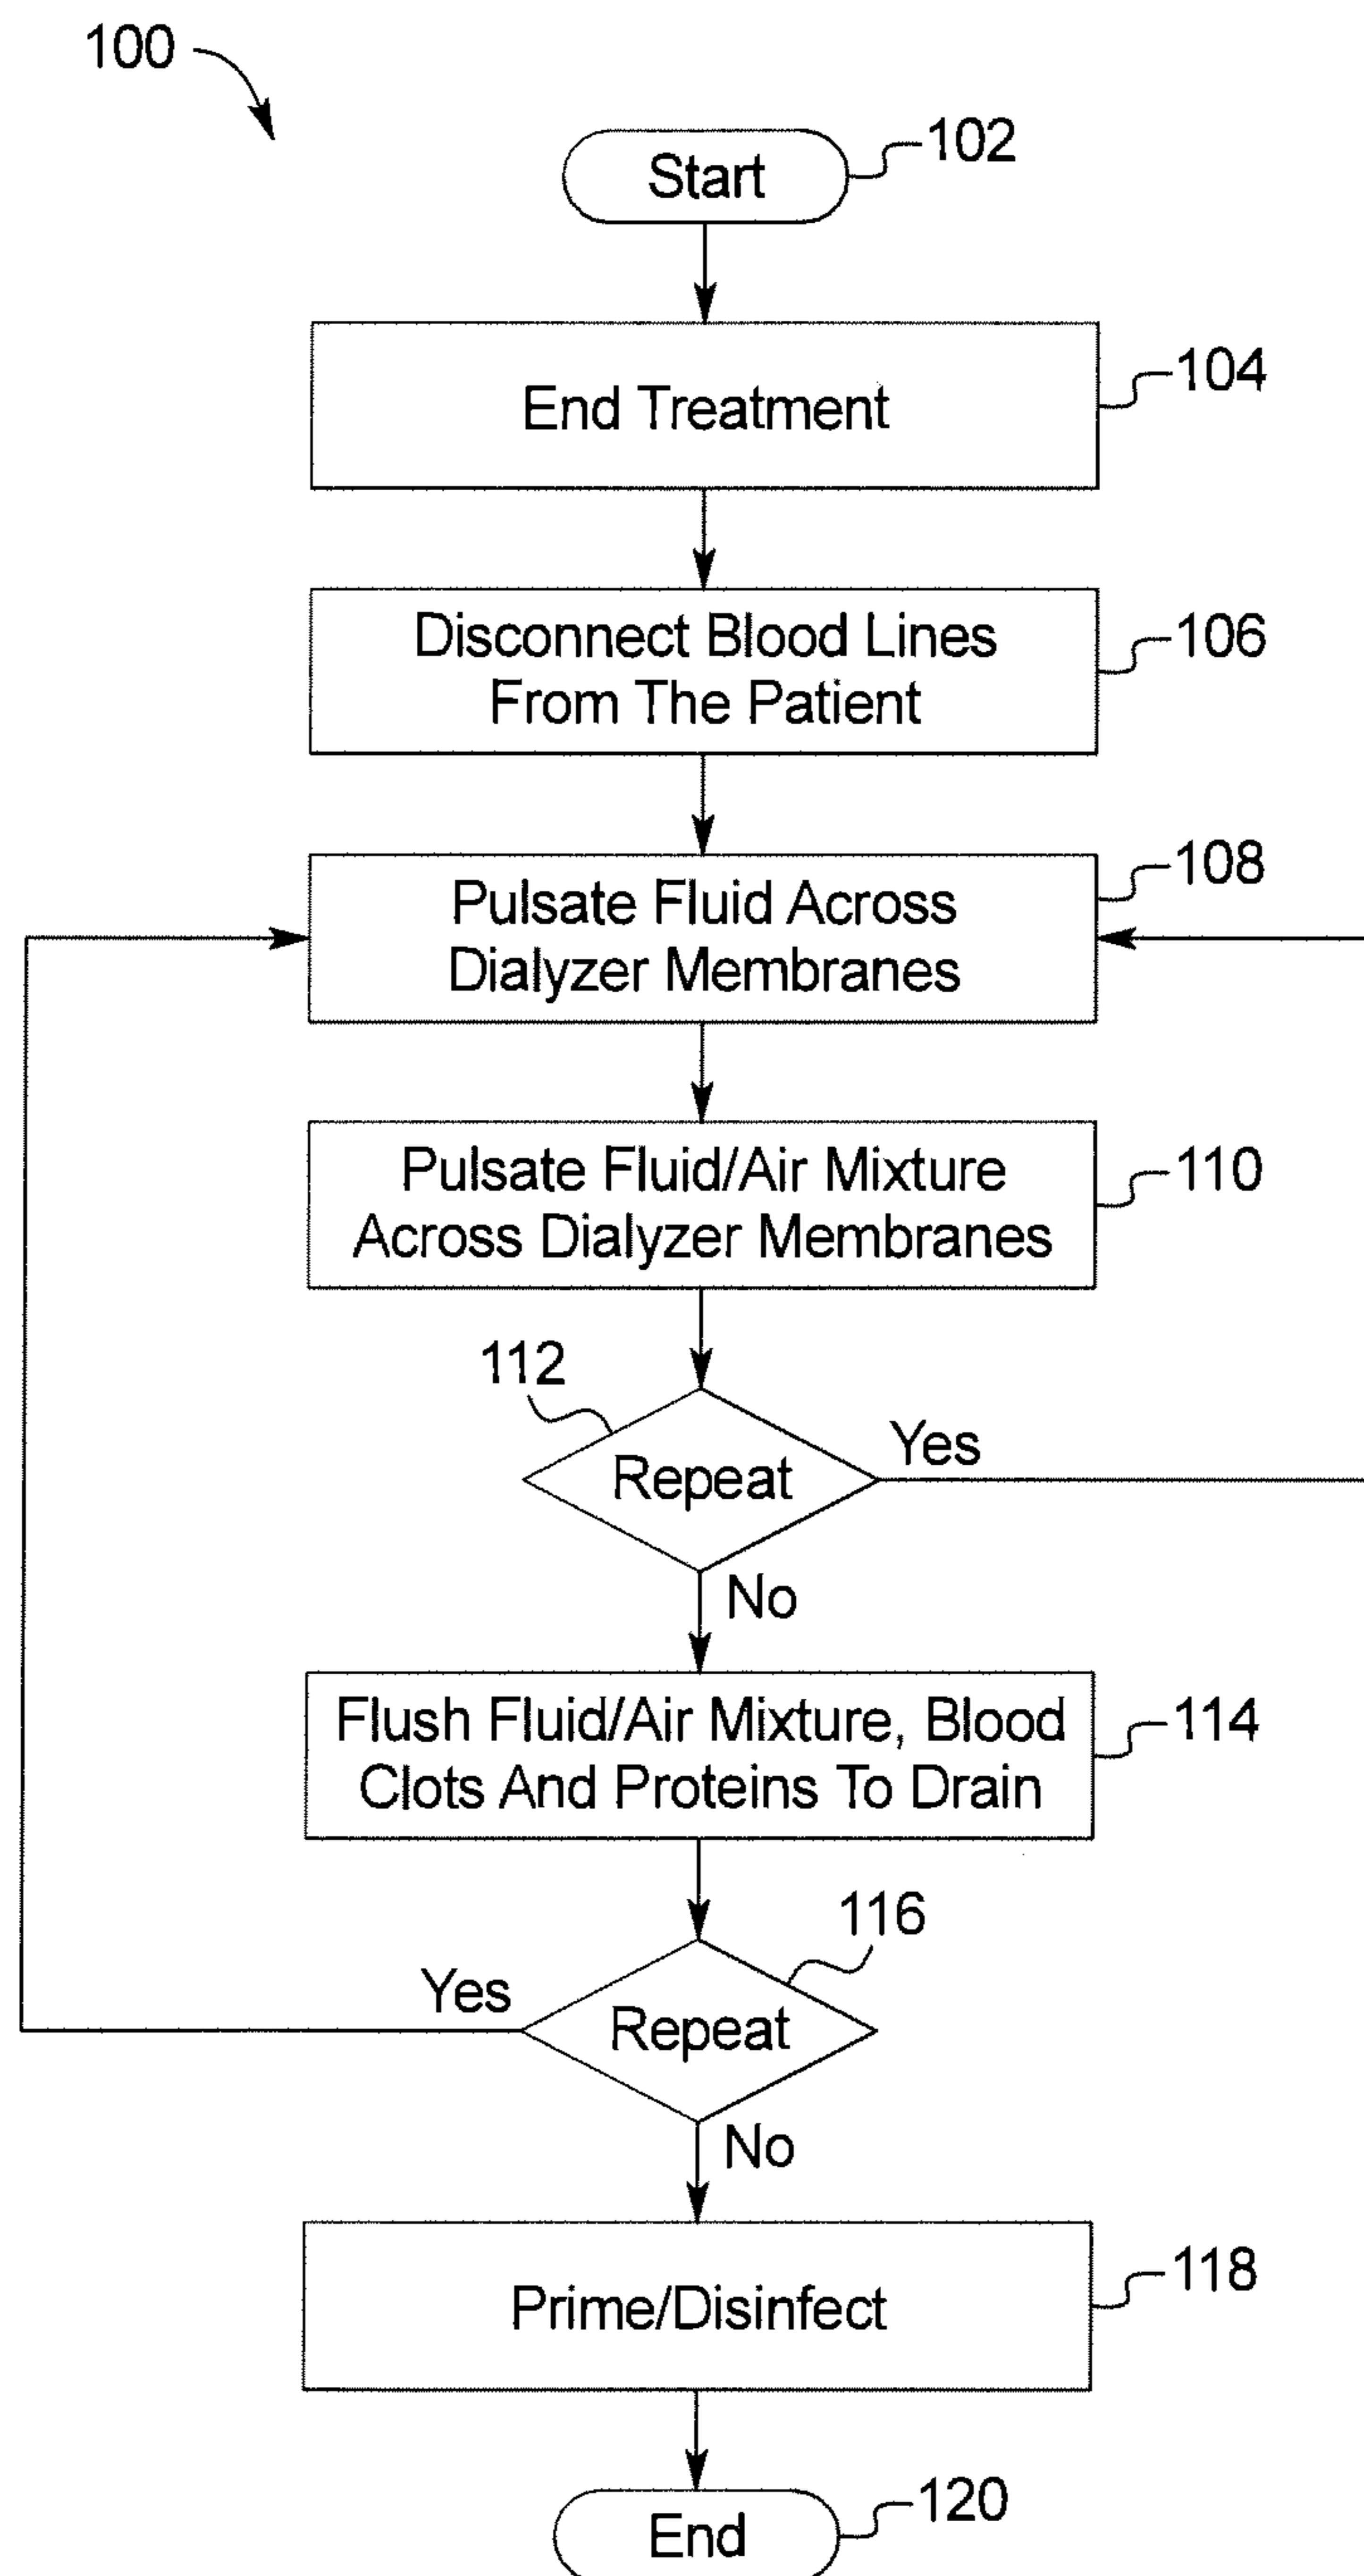 100
Start
102
End Treatment
104
Disconnect Blood Lines
From The Patient
106
Pulsate Fluid Across
Dialyzer Membranes
108
Pulsate Fluid/Air Mixture
Across Dialyzer Membranes
110
112
Repeat
Yes
No
Flush Fluid/Air Mixture, Blood
Clots And Proteins To Drain
114
116
Yes
Repeat
No
Prime/Disinfect
118
End
120